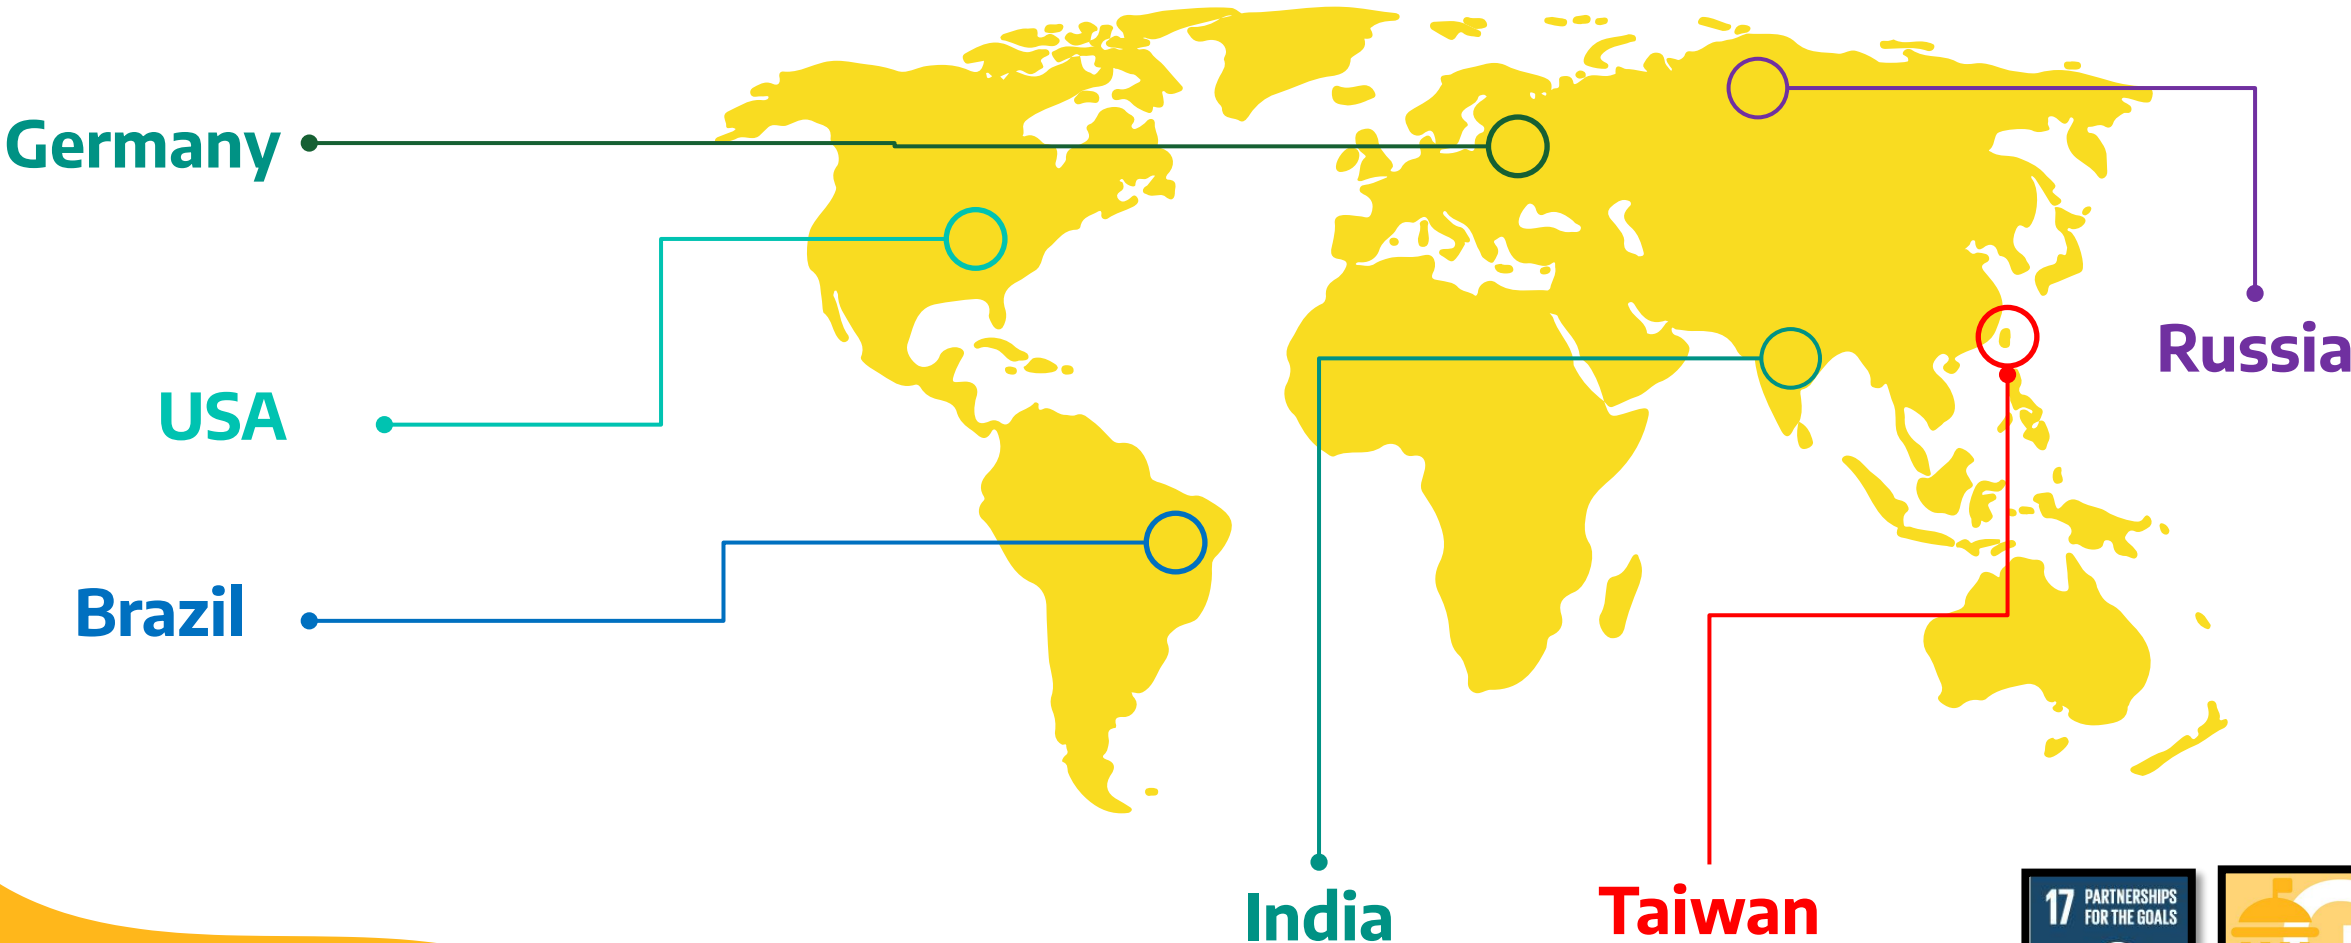 Germany
USA
Brazil
Russia
India
Taiwan
17 PARTNERSHIPS
FOR THE GOALS